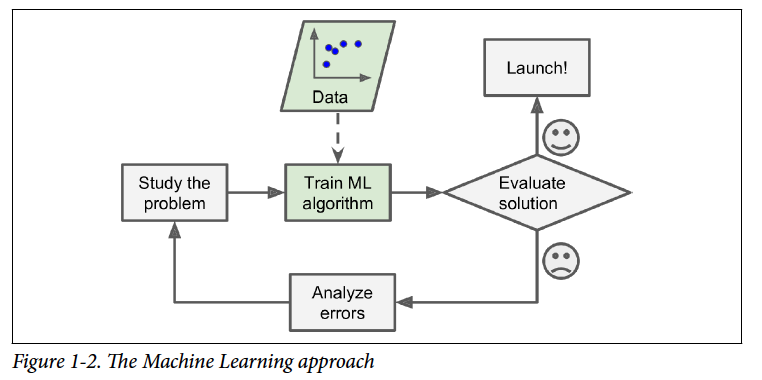 Data
Launch!
Study the
problem
Train ML
algorithm
Evaluate
solution
Analyze
errors
Figure 1-2. The Machine Learning approach